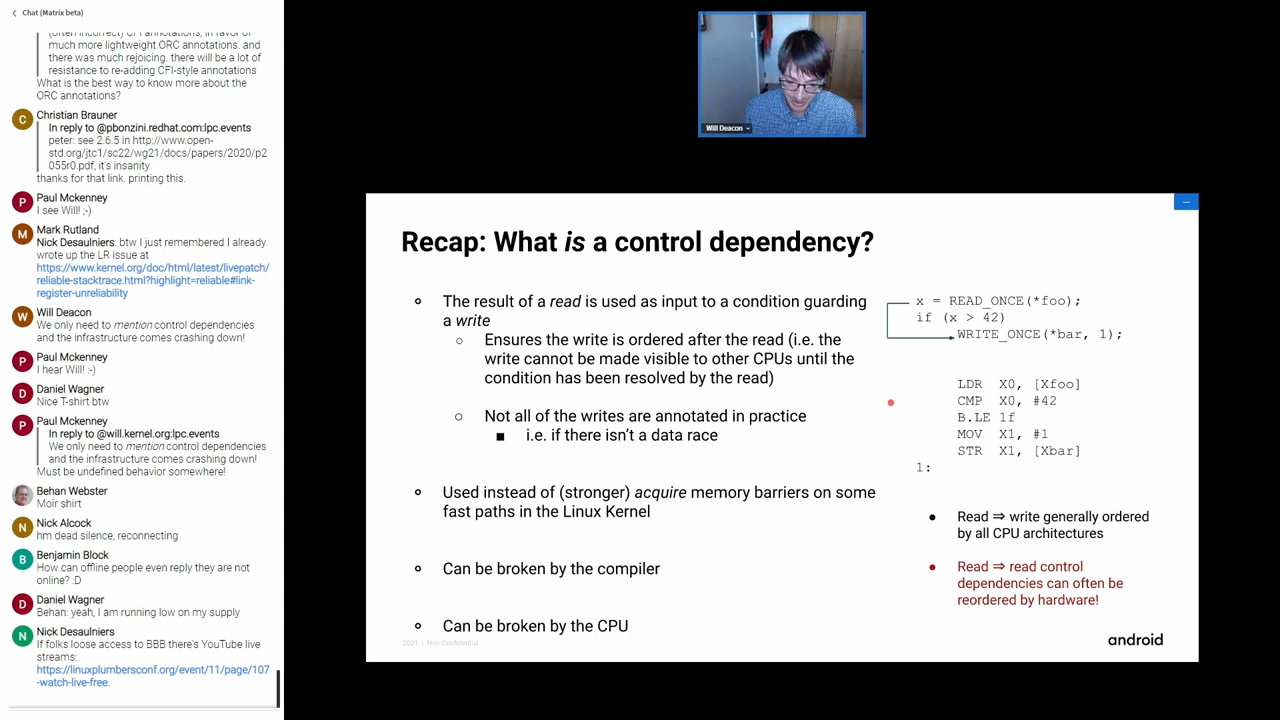 Chat (Matrix beta)
(often incorrect) CFI annotations, in favor of
much more lightweight ORC annotations. and
there was much rejoicing. there will be a lot of
resistance to re-adding CFI-style annotations
What is the best way to know more about the
ORC annotations?
C
Christian Brauner
In reply to @pbonzini.redhat.com:lpc.events
peter: see 2.6.5 in http://www.open-
std.org/jtc1/sc22/wg21/docs/papers/2020/p2
055r0.pdf, it's insanity
thanks for that link. printing this.
P
Paul Mckenney
I see Will! ;-)
M
Mark Rutland
Nick Desaulniers: btw I just remembered I already
wrote up the LR issue at
https://www.kernel.org/doc/html/latest/livepatch/
reliable-stacktrace.html?highlight=reliable#link-
register-unreliability
W
Will Deacon
We only need to mention control dependencies
and the infrastructure comes crashing down!
P
Paul Mckenney
I hear Will! :-)
D
Daniel Wagner
Nice T-shirt btw
P
Paul Mckenney
In reply to @will.kernel.org:lpc.events
We only need to mention control dependencies
and the infrastructure comes crashing down!
Must be undefined behavior somewhere!
Behan Webster
Moir shirt
N
Nick Alcock
hm dead silence, reconnecting
B
Benjamin Block
How can offline people even reply they are not
online? :D
D
Daniel Wagner
Behan: yeah, I am running low on my supply
N
Nick Desaulniers
If folks loose access to BBB there's YouTube live
streams:
https://linuxplumbersconf.org/event/11/page/107
-watch-live-free.
Will Deacon
Recap: What is a control dependency?
The result of a read is used as input to a condition guarding
a write
Ensures the write is ordered after the read (i.e. the
write cannot be made visible to other CPUs until the
condition has been resolved by the read)
Not all of the writes are annotated in practice
i.e. if there isn't a data race
Used instead of (stronger) acquire memory barriers on some
fast paths in the Linux Kernel
Can be broken by the compiler
Can be broken by the CPU
x = READ_ONCE(*foo);
if (x > 42)
WRITE_ONCE(*bar, 1);
LDR X0, [Xfoo]
CMP X0, #42
B.LE 1f
MOV X1, #1
STR X1, [Xbar]
1:
Read ⇒ write generally ordered
by all CPU architectures
Read ⇒ read control
dependencies can often be
reordered by hardware!
2021 | Non-Confidential
android